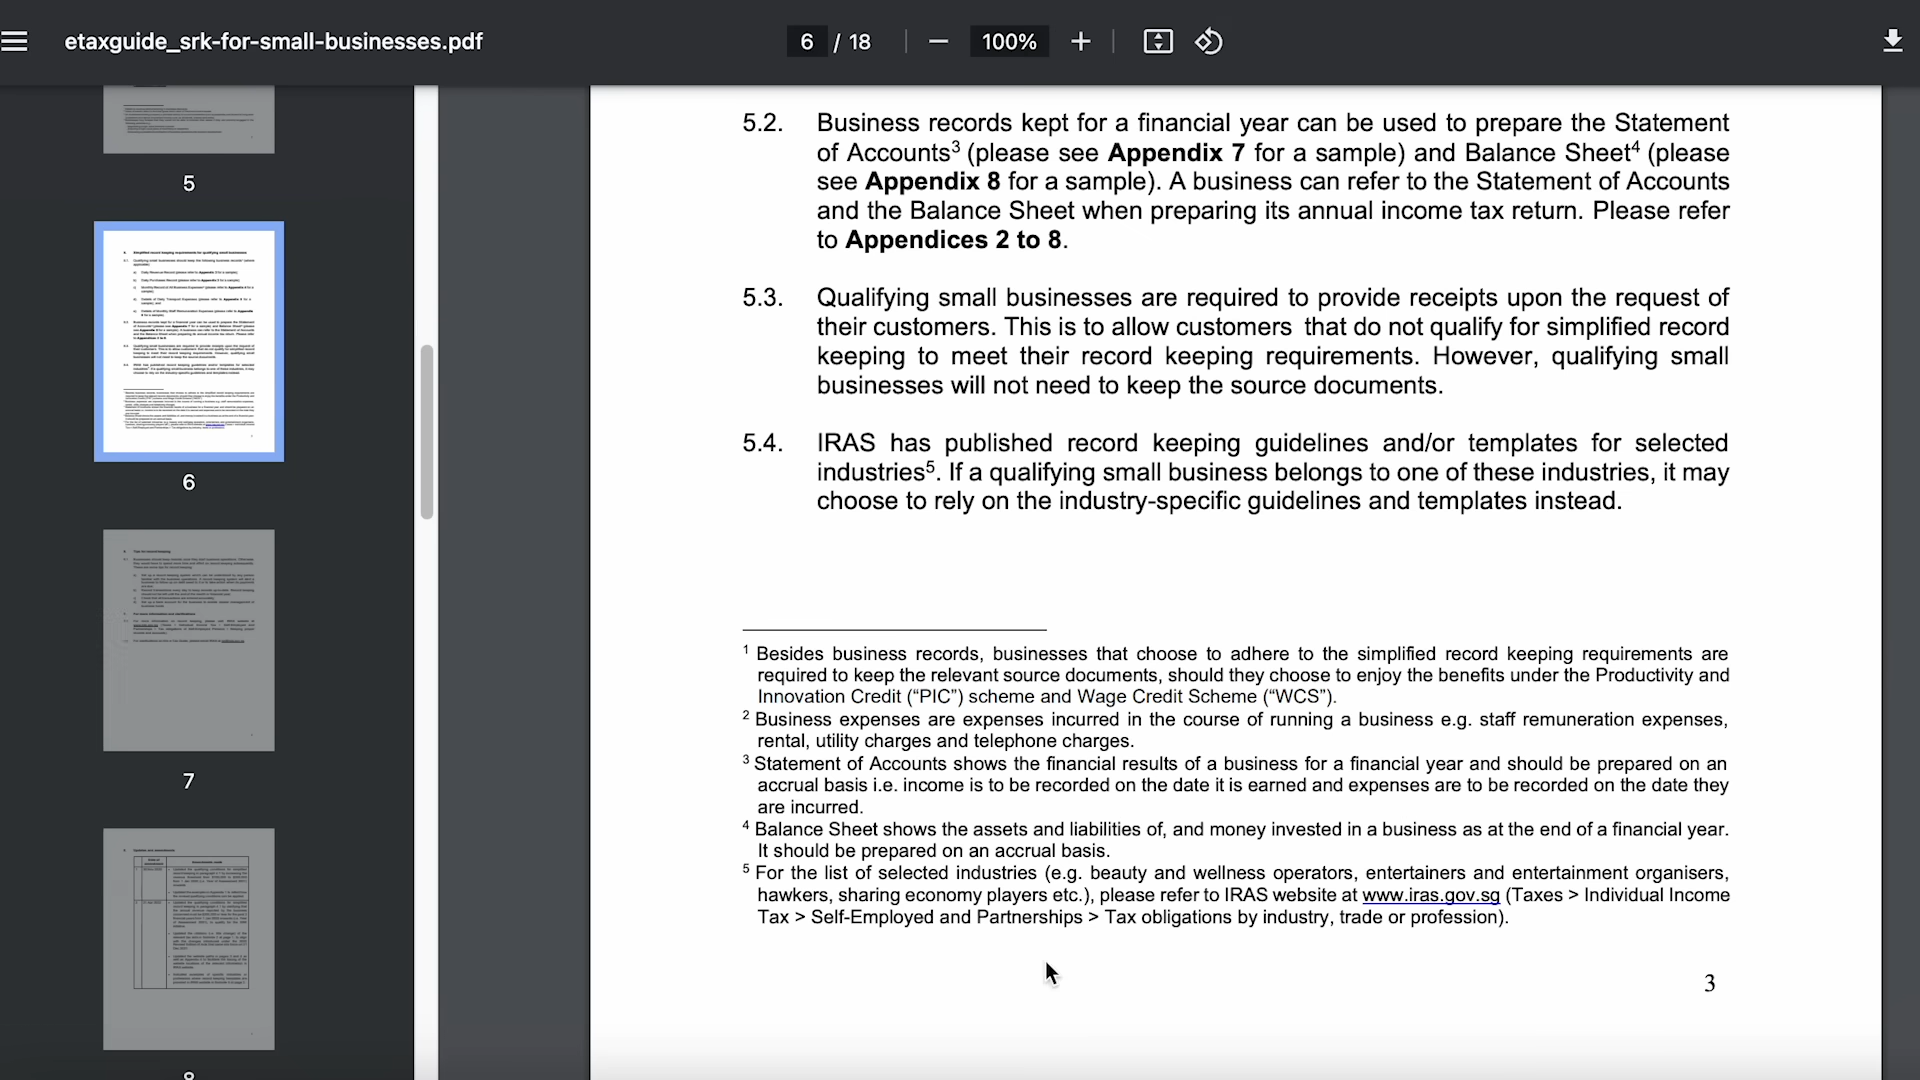 etaxguide_srk-for-small-businesses.pdf
6 / 18
100%
5
6
7
8
5.2. Business records kept for a financial year can be used to prepare the Statement
of Accounts3 (please see Appendix 7 for a sample) and Balance Sheet4 (please
see Appendix 8 for a sample). A business can refer to the Statement of Accounts
and the Balance Sheet when preparing its annual income tax return. Please refer
to Appendices 2 to 8.
5.3. Qualifying small businesses are required to provide receipts upon the request of
their customers. This is to allow customers that do not qualify for simplified record
keeping to meet their record keeping requirements. However, qualifying small
businesses will not need to keep the source documents.
5.4. IRAS has published record keeping guidelines and/or templates for selected
industries5. If a qualifying small business belongs to one of these industries, it may
choose to rely on the industry-specific guidelines and templates instead.
1 Besides business records, businesses that choose to adhere to the simplified record keeping requirements are
required to keep the relevant source documents, should they choose to enjoy the benefits under the Productivity and
Innovation Credit (“PIC”) scheme and Wage Credit Scheme (“WCS”).
2 Business expenses are expenses incurred in the course of running a business e.g. staff remuneration expenses,
rental, utility charges and telephone charges.
3 Statement of Accounts shows the financial results of a business for a financial year and should be prepared on an
accrual basis i.e. income is to be recorded on the date it is earned and expenses are to be recorded on the date they
are incurred.
4 Balance Sheet shows the assets and liabilities of, and money invested in a business as at the end of a financial year.
It should be prepared on an accrual basis.
5 For the list of selected industries (e.g. beauty and wellness operators, entertainers and entertainment organisers,
hawkers, sharing economy players etc.), please refer to IRAS website at www.iras.gov.sg (Taxes > Individual Income
Tax > Self-Employed and Partnerships > Tax obligations by industry, trade or profession).
3